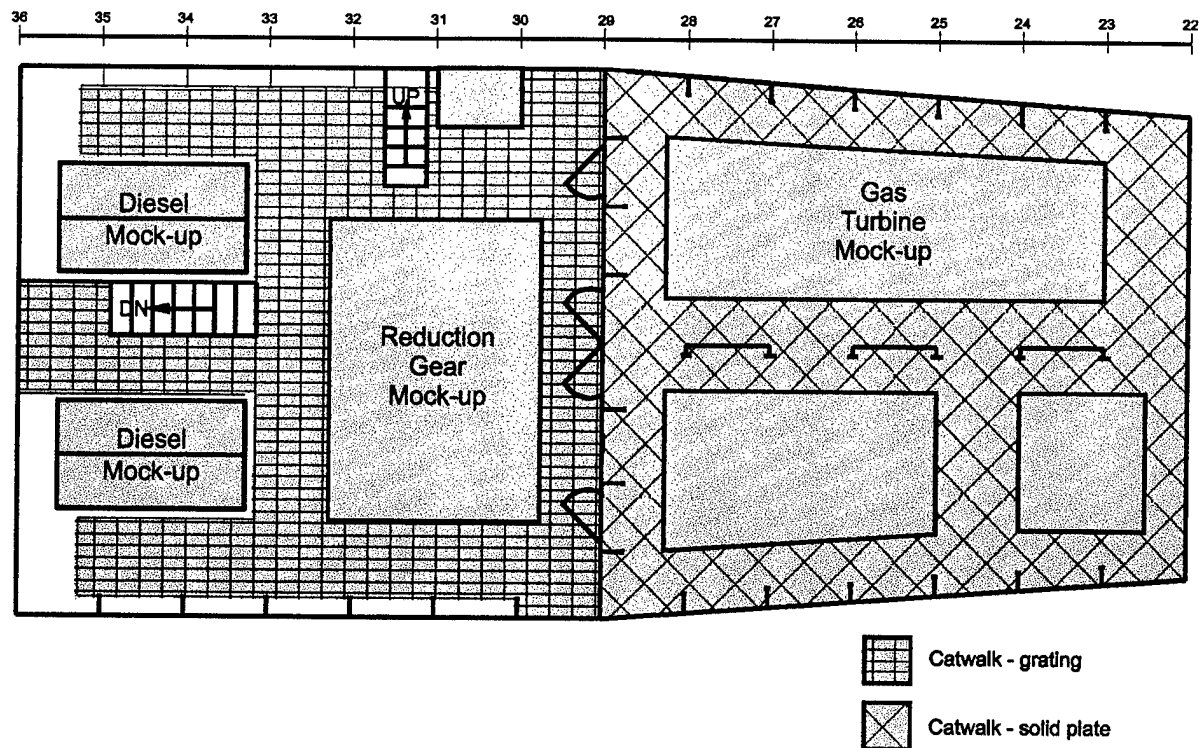 36 35 34 33 32 31 30 29 28 27 26 25 24 23 22
UP
Diesel
Mock-up
Gas
Turbine
Mock-up
DN
Reduction
Gear
Mock-up
Diesel
Mock-up
Catwalk - grating
Catwalk - solid plate